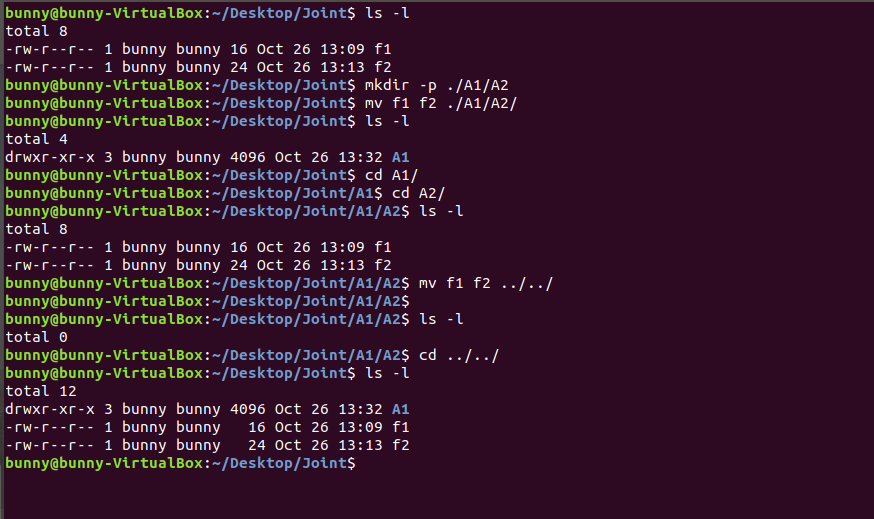 bunny@bunny-VirtualBox:~/Desktop/Joint$ ls -l
total 8
-rw-r--r-- 1 bunny bunny 16 Oct 26 13:09 f1
-rw-r--r-- 1 bunny bunny 24 Oct 26 13:13 f2
bunny@bunny-VirtualBox:~/Desktop/Joint$ mkdir -p ./A1/A2
bunny@bunny-VirtualBox:~/Desktop/Joint$ mv f1 f2 ./A1/A2/
bunny@bunny-VirtualBox:~/Desktop/Joint$ ls -l
total 4
drwxr-xr-x 3 bunny bunny 4096 Oct 26 13:32 A1
bunny@bunny-VirtualBox:~/Desktop/Joint$ cd A1/
bunny@bunny-VirtualBox:~/Desktop/Joint/A1$ cd A2/
bunny@bunny-VirtualBox:~/Desktop/Joint/A1/A2$ ls -l
total 8
-rw-r--r-- 1 bunny bunny 16 Oct 26 13:09 f1
-rw-r--r-- 1 bunny bunny 24 Oct 26 13:13 f2
bunny@bunny-VirtualBox:~/Desktop/Joint/A1/A2$ mv f1 f2 ../../
bunny@bunny-VirtualBox:~/Desktop/Joint/A1/A2$
bunny@bunny-VirtualBox:~/Desktop/Joint/A1/A2$ ls -l
total 0
bunny@bunny-VirtualBox:~/Desktop/Joint/A1/A2$ cd ../../
bunny@bunny-VirtualBox:~/Desktop/Joint$ ls -l
total 12
drwxr-xr-x 3 bunny bunny 4096 Oct 26 13:32 A1
-rw-r--r-- 1 bunny bunny   16 Oct 26 13:09 f1
-rw-r--r-- 1 bunny bunny   24 Oct 26 13:13 f2
bunny@bunny-VirtualBox:~/Desktop/Joint$